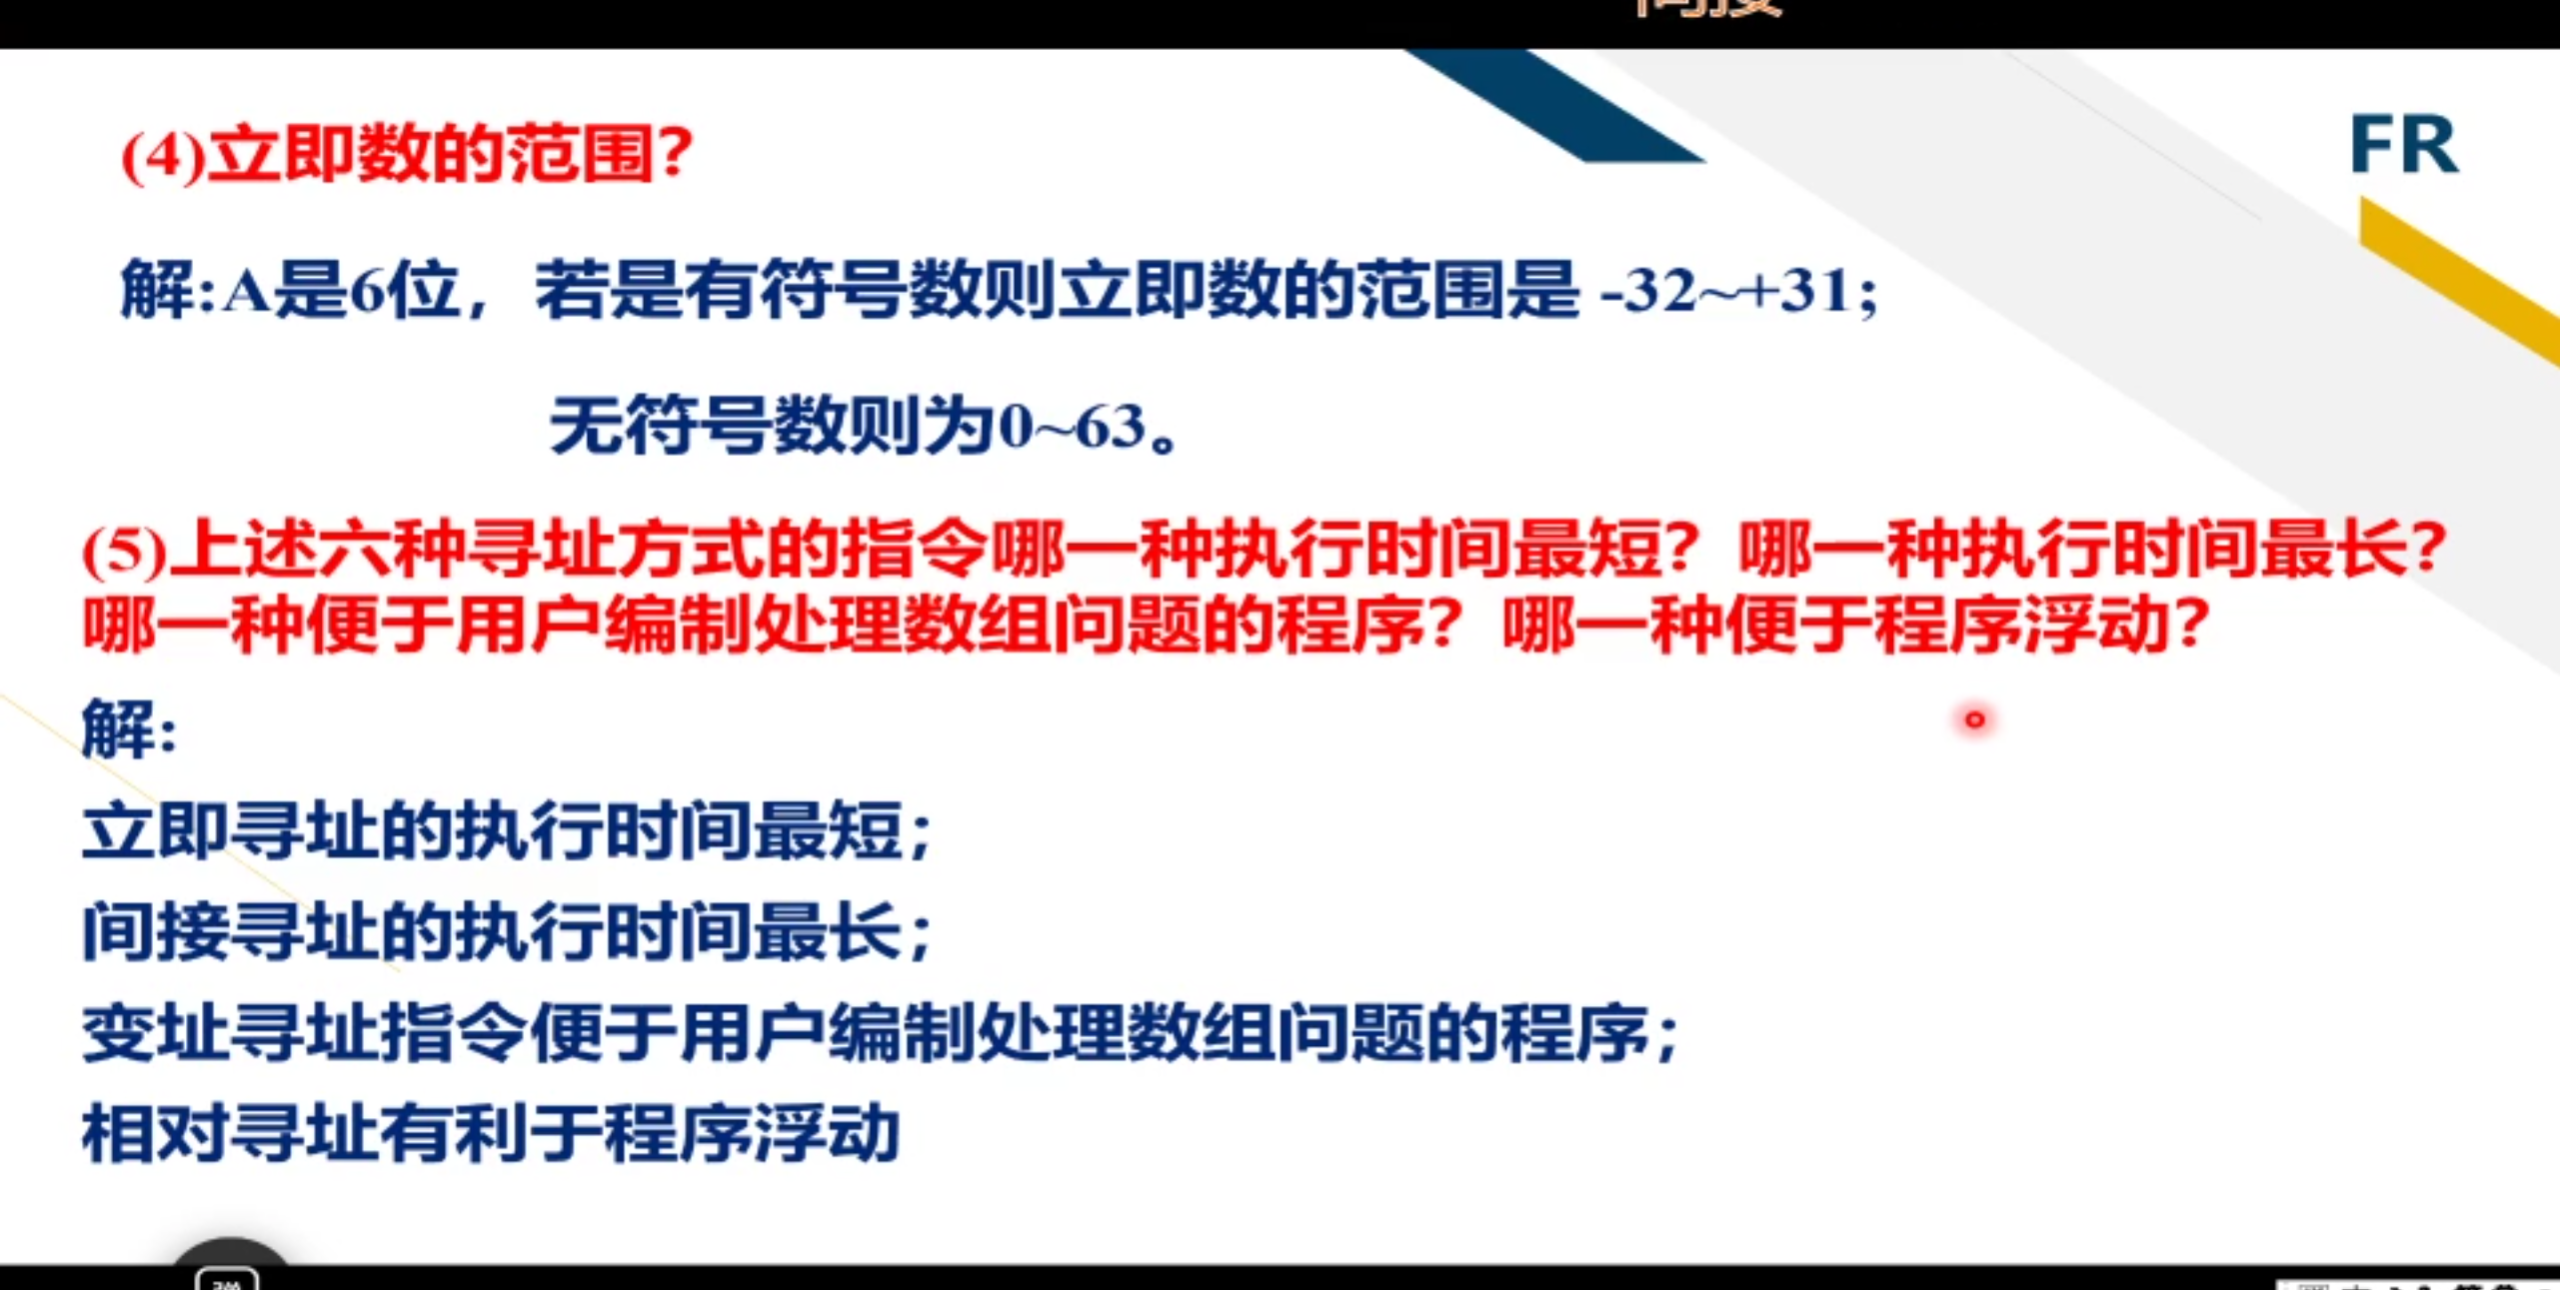 间接
FR
(4)立即数的范围？
解:A是6位，若是有符号数则立即数的范围是 -32~+31;
无符号数则为0~63。
(5)上述六种寻址方式的指令哪一种执行时间最短？哪一种执行时间最长？
哪一种便于用户编制处理数组问题的程序？哪一种便于程序浮动？
解:
立即寻址的执行时间最短；
间接寻址的执行时间最长；
变址寻址指令便于用户编制处理数组问题的程序；
相对寻址有利于程序浮动